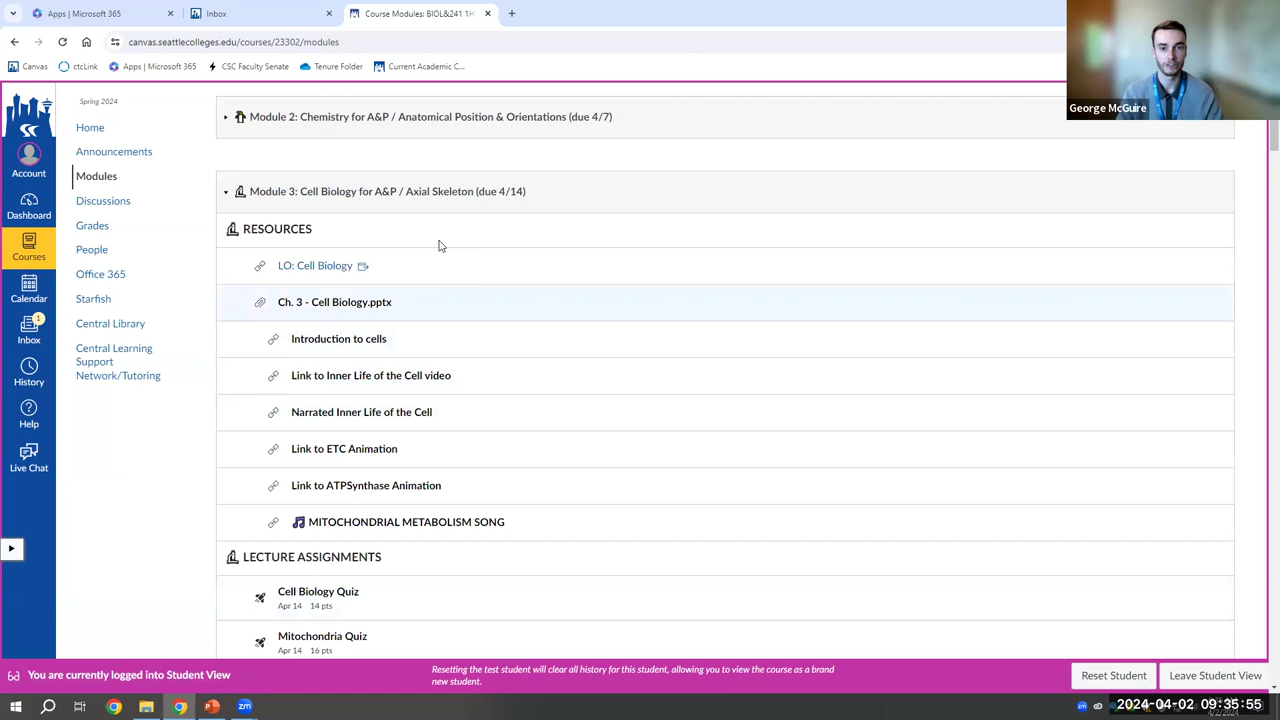 Apps | Microsoft 365
Inbox
Course Modules: BIOL&241 1H
canvas.seattlecolleges.edu/courses/23302/modules
Canvas
ctcLink
Apps | Microsoft 365
CSC Faculty Senate
Tenure Folder
Current Academic C...
George McGuire
Account
Dashboard
Courses
Calendar
1
Inbox
History
Help
Live Chat
Spring 2024
Home
Announcements
Modules
Discussions
Grades
People
Office 365
Starfish
Central Library
Central Learning
Support
Network/Tutoring
Module 2: Chemistry for A&P / Anatomical Position & Orientations (due 4/7)
Module 3: Cell Biology for A&P / Axial Skeleton (due 4/14)
RESOURCES
LO: Cell Biology
Ch. 3 - Cell Biology.pptx
Introduction to cells
Link to Inner Life of the Cell video
Narrated Inner Life of the Cell
Link to ETC Animation
Link to ATPSynthase Animation
MITOCHONDRIAL METABOLISM SONG
LECTURE ASSIGNMENTS
Cell Biology Quiz
Apr 14 14 pts
Mitochondria Quiz
Apr 14 16 pts
You are currently logged into Student View
Resetting the test student will clear all history for this student, allowing you to view the course as a brand
new student.
Reset Student
Leave Student View
2024-04-02 09:35:55